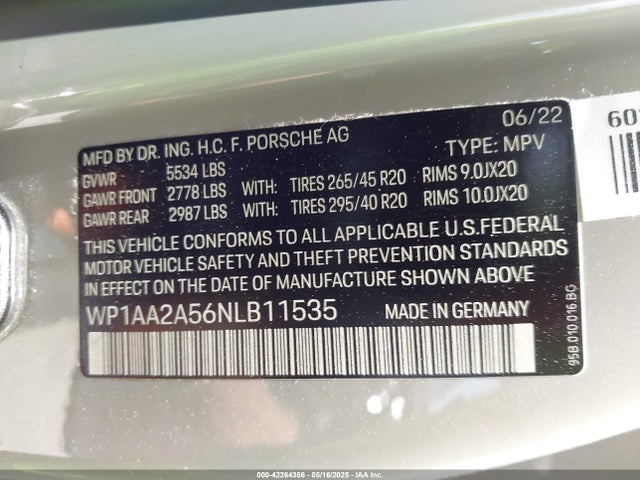 06/22
MFD BY DR. ING. H.C. F. PORSCHE AG
GVWR 5534 LBS TYPE: MPV
GAWR FRONT 2778 LBS WITH: TIRES 265/45 R20 RIMS 9.0JX20
GAWR REAR 2987 LBS WITH: TIRES 295/40 R20 RIMS 10.0JX20
THIS VEHICLE CONFORMS TO ALL APPLICABLE U.S.FEDERAL
MOTOR VEHICLE SAFETY AND THEFT PREVENTION STANDARDS
IN EFFECT ON THE DATE OF MANUFACTURE SHOWN ABOVE.
WP1AA2A56NLB11535 MADE IN GERMANY
95B.010.016.BG
601
000-42264356 - 05/16/2025 - IAA Inc.